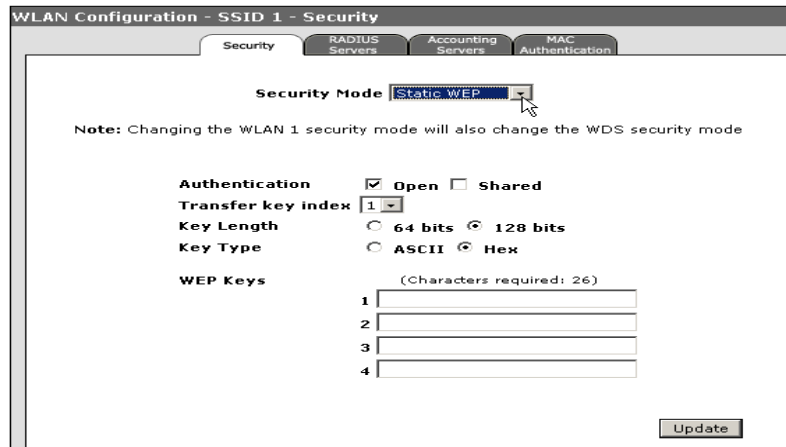 WLAN Configuration - SSID 1 - Security
Security
RADIUS Servers
Accounting Servers
MAC Authentication
Security Mode Static WEP
Note: Changing the WLAN 1 security mode will also change the WDS security mode
Authentication Open Shared
Transfer key index 1
Key Length 64 bits 128 bits
Key Type ASCII Hex
WEP Keys (Characters required: 26)
1
2
3
4
Update